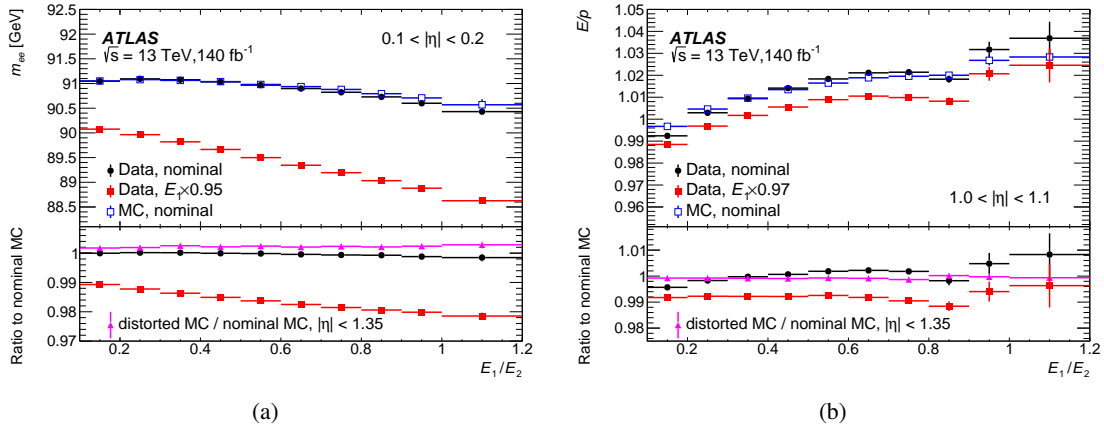 92.5
92
91.5
91
90.5
90
89.5
89
88.5
m_ee [GeV]
ATLAS
√s = 13 TeV,140 fb⁻¹
0.1 < |η| < 0.2
Data, nominal
Data, E₁×0.95
MC, nominal
Ratio to nominal MC
1
0.99
0.98
0.97
distorted MC / nominal MC, |η| < 1.35
0.2 0.4 0.6 0.8 1 1.2
E₁/E₂
(a)
E/p
1.05
1.04
1.03
1.02
1.01
1
0.99
0.98
0.97
0.96
ATLAS
√s = 13 TeV,140 fb⁻¹
Data, nominal
Data, E₁×0.97
MC, nominal
1.0 < |η| < 1.1
Ratio to nominal MC
1.01
1
0.99
0.98
distorted MC / nominal MC, |η| < 1.35
0.2 0.4 0.6 0.8 1 1.2
E₁/E₂
(b)